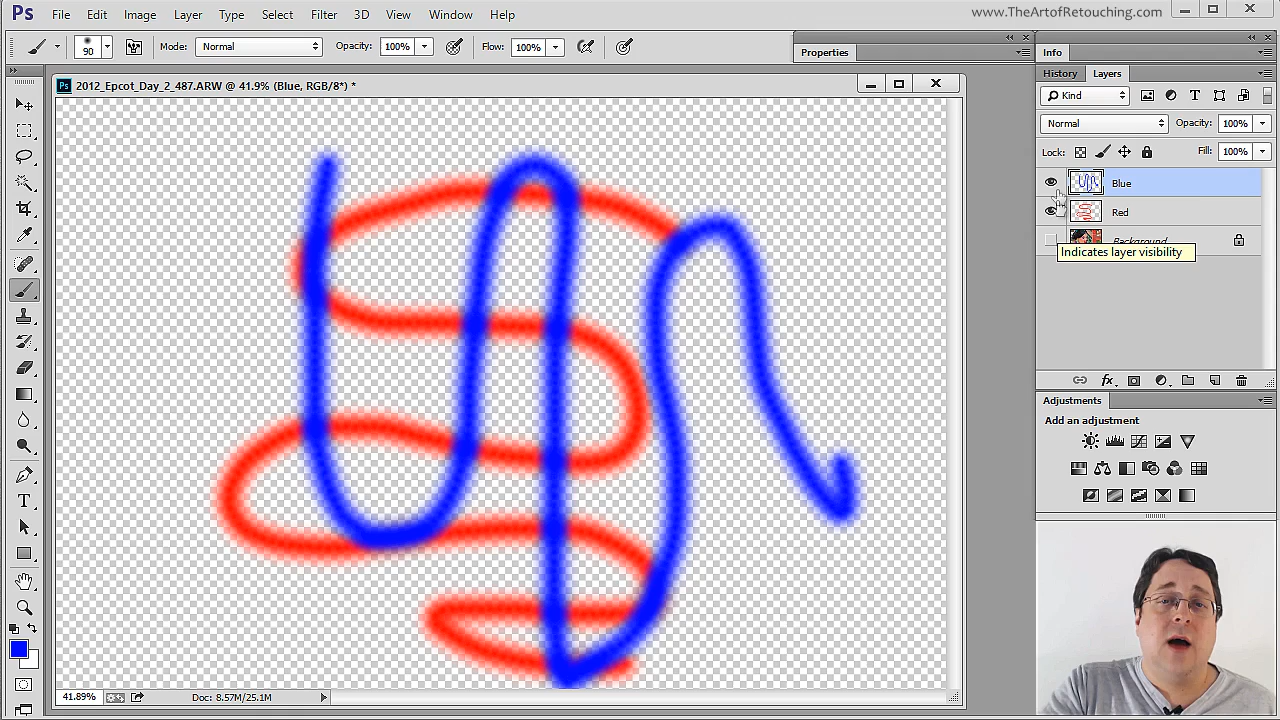 Ps File Edit Image Layer Type Select Filter 3D View Window Help www.TheArtofRetouching.com
90 Mode: Normal Opacity: 100% Flow: 100%
Properties
Info
2012_Epcot_Day_2_487.ARW @ 41.9% (Blue, RGB/8*) *
History Layers
Kind
Normal Opacity: 100%
Lock: Fill: 100%
Blue
Red
Background
Indicates layer visibility
Adjustments
Add an adjustment
41.89% Doc: 8.57M/25.1M